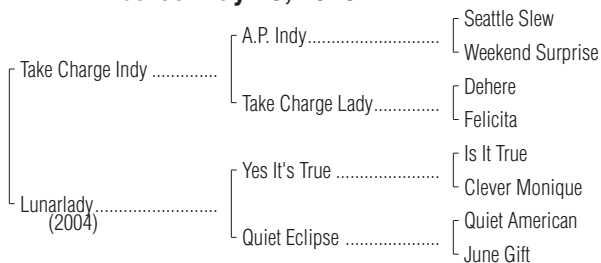 A.P. Indy
Seattle Slew
Weekend Surprise
Take Charge Indy
Take Charge Lady
Dehere
Felicita
Yes It's True
Is It True
Clever Monique
Lunarlady
(2004)
Quiet Eclipse
Quiet American
June Gift